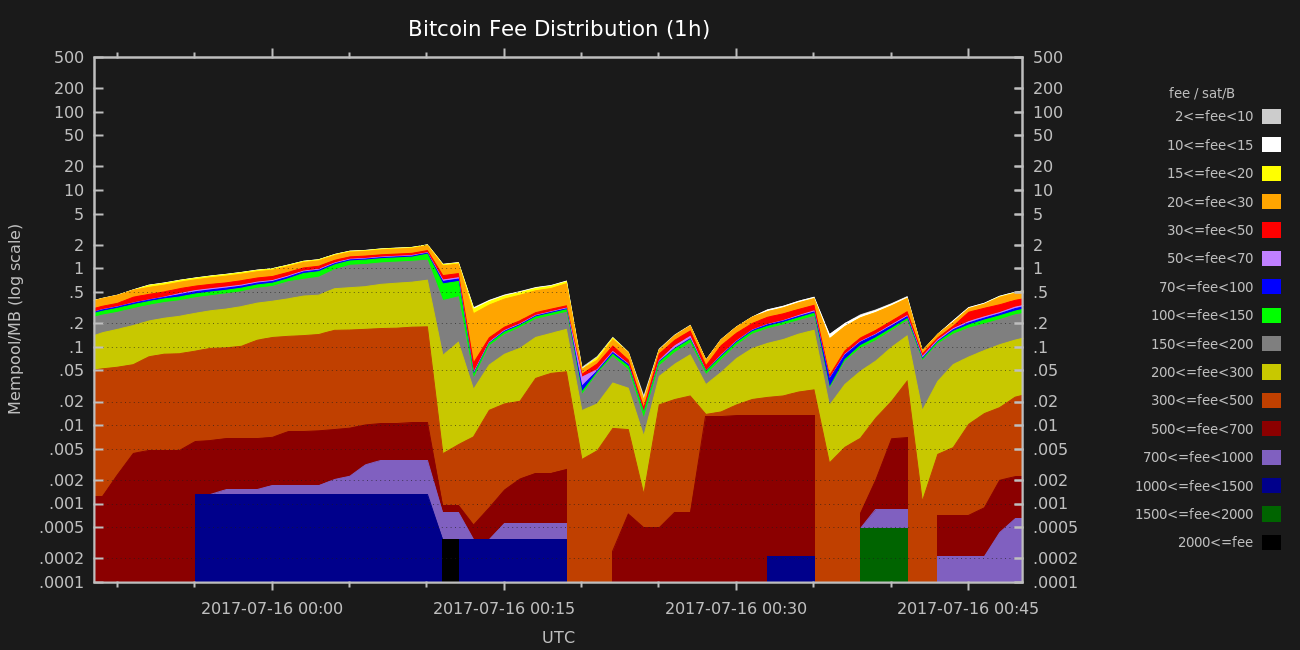 Bitcoin Fee Distribution (1h)
500 500
200 200
100 100
50 50
20 20
10 10
5 5
2 2
1 1
.5 .5
.2 .2
.1 .1
.05 .05
.02 .02
.01 .01
.005 .005
.002 .002
.001 .001
.0005 .0005
.0002 .0002
.0001 .0001
Mempool/MB (log scale)
2017-07-16 00:00 2017-07-16 00:15 2017-07-16 00:30 2017-07-16 00:45
UTC
fee / sat/B
2<=fee<10
10<=fee<15
15<=fee<20
20<=fee<30
30<=fee<50
50<=fee<70
70<=fee<100
100<=fee<150
150<=fee<200
200<=fee<300
300<=fee<500
500<=fee<700
700<=fee<1000
1000<=fee<1500
1500<=fee<2000
2000<=fee